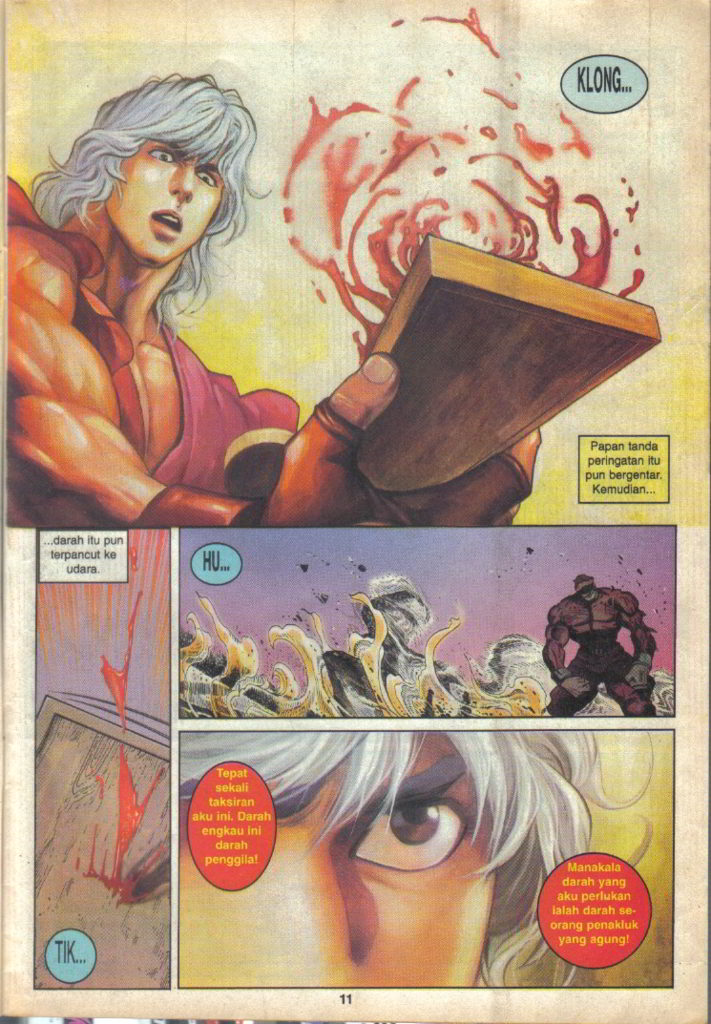 KLONG...
Papan tanda
peringatan itu
pun bergentar.
Kemudian...
...darah itu pun
terpancut ke
udara.
TIK...
HU...
Tepat
sekali
taksiran
aku ini. Darah
engkau ini
darah
penggila!
Manakala
darah yang
aku perlukan
ialah darah se-
orang penakluk
yang agung!
11